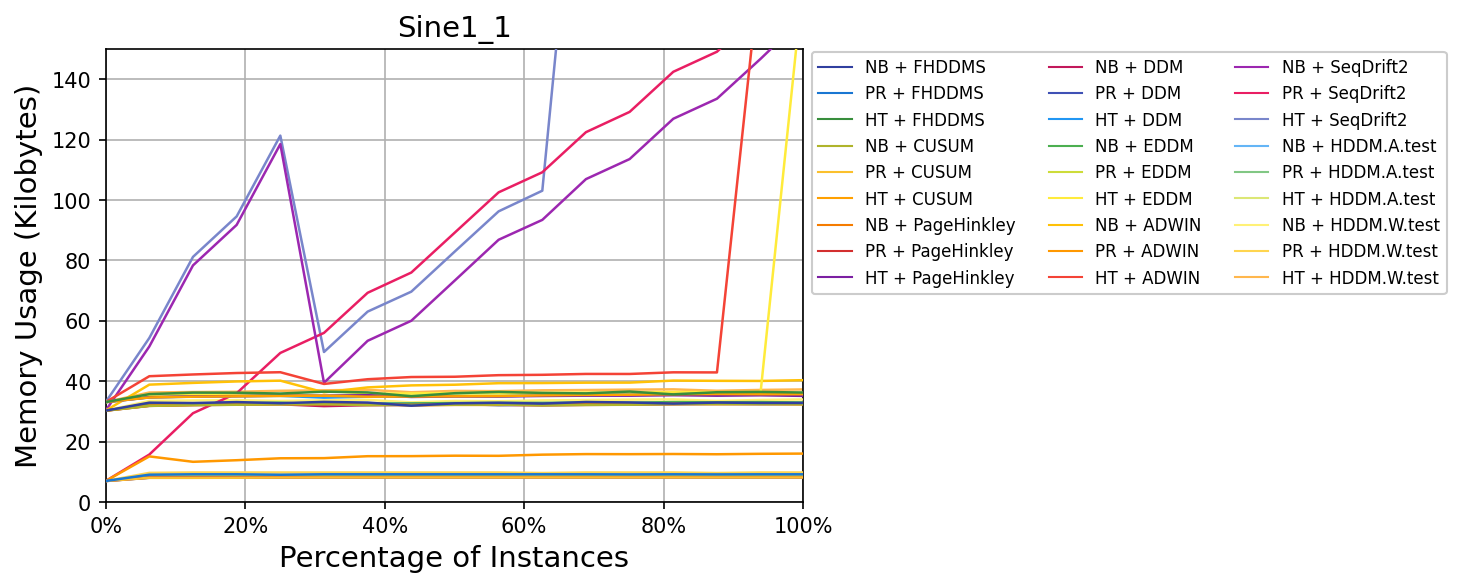 Sine1_1
Memory Usage (Kilobytes)
140
120
100
80
60
40
20
0
0% 20% 40% 60% 80% 100%
Percentage of Instances
NB + FHDDMS NB + DDM NB + SeqDrift2
PR + FHDDMS PR + DDM PR + SeqDrift2
HT + FHDDMS HT + DDM HT + SeqDrift2
NB + CUSUM NB + EDDM NB + HDDM.A.test
PR + CUSUM PR + EDDM PR + HDDM.A.test
HT + CUSUM HT + EDDM HT + HDDM.A.test
NB + PageHinkley NB + ADWIN NB + HDDM.W.test
PR + PageHinkley PR + ADWIN PR + HDDM.W.test
HT + PageHinkley HT + ADWIN HT + HDDM.W.test